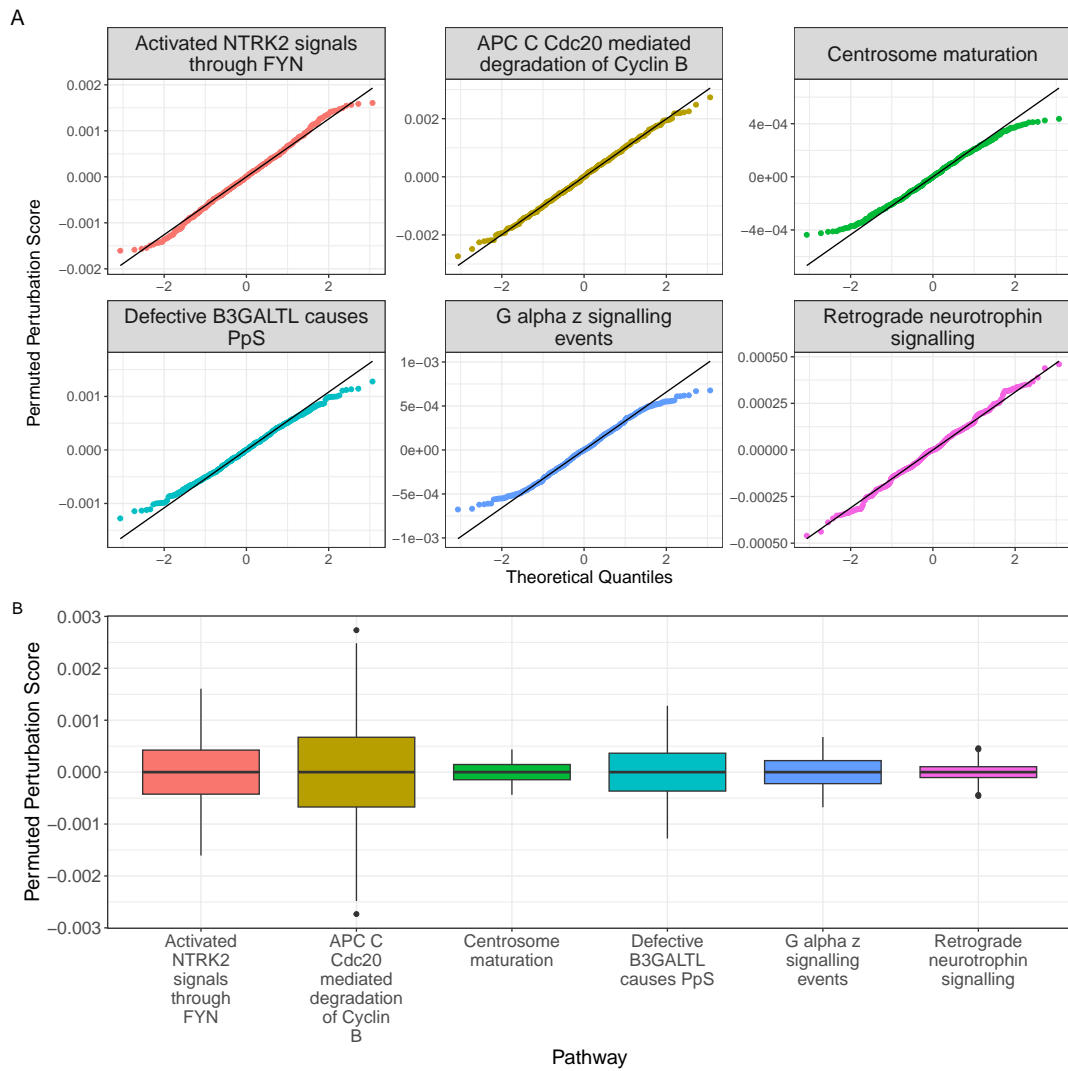 A
Activated NTRK2 signals
through FYN
APC C Cdc20 mediated
degradation of Cyclin B
Centrosome maturation
0.002
0.001
0.000
−0.001
−0.002
−2
0
2
0.002
0.000
−0.002
−2
0
2
4e−04
0e+00
−4e−04
−2
0
2
Permuted Perturbation Score
Defective B3GALTL causes
PpS
G alpha z signalling
events
Retrograde neurotrophin
signalling
0.001
0.000
−0.001
−2
0
2
1e−03
5e−04
0e+00
−5e−04
−1e−03
−2
0
2
0.00050
0.00025
0.00000
−0.00025
−0.00050
−2
0
2
Theoretical Quantiles
B
Permuted Perturbation Score
0.003
0.002
0.001
0.000
−0.001
−0.002
−0.003
Activated
NTRK2
signals
through
FYN
APC C
Cdc20
mediated
degradation
of Cyclin
B
Centrosome
maturation
Defective
B3GALTL
causes PpS
G alpha z
signalling
events
Retrograde
neurotrophin
signalling
Pathway